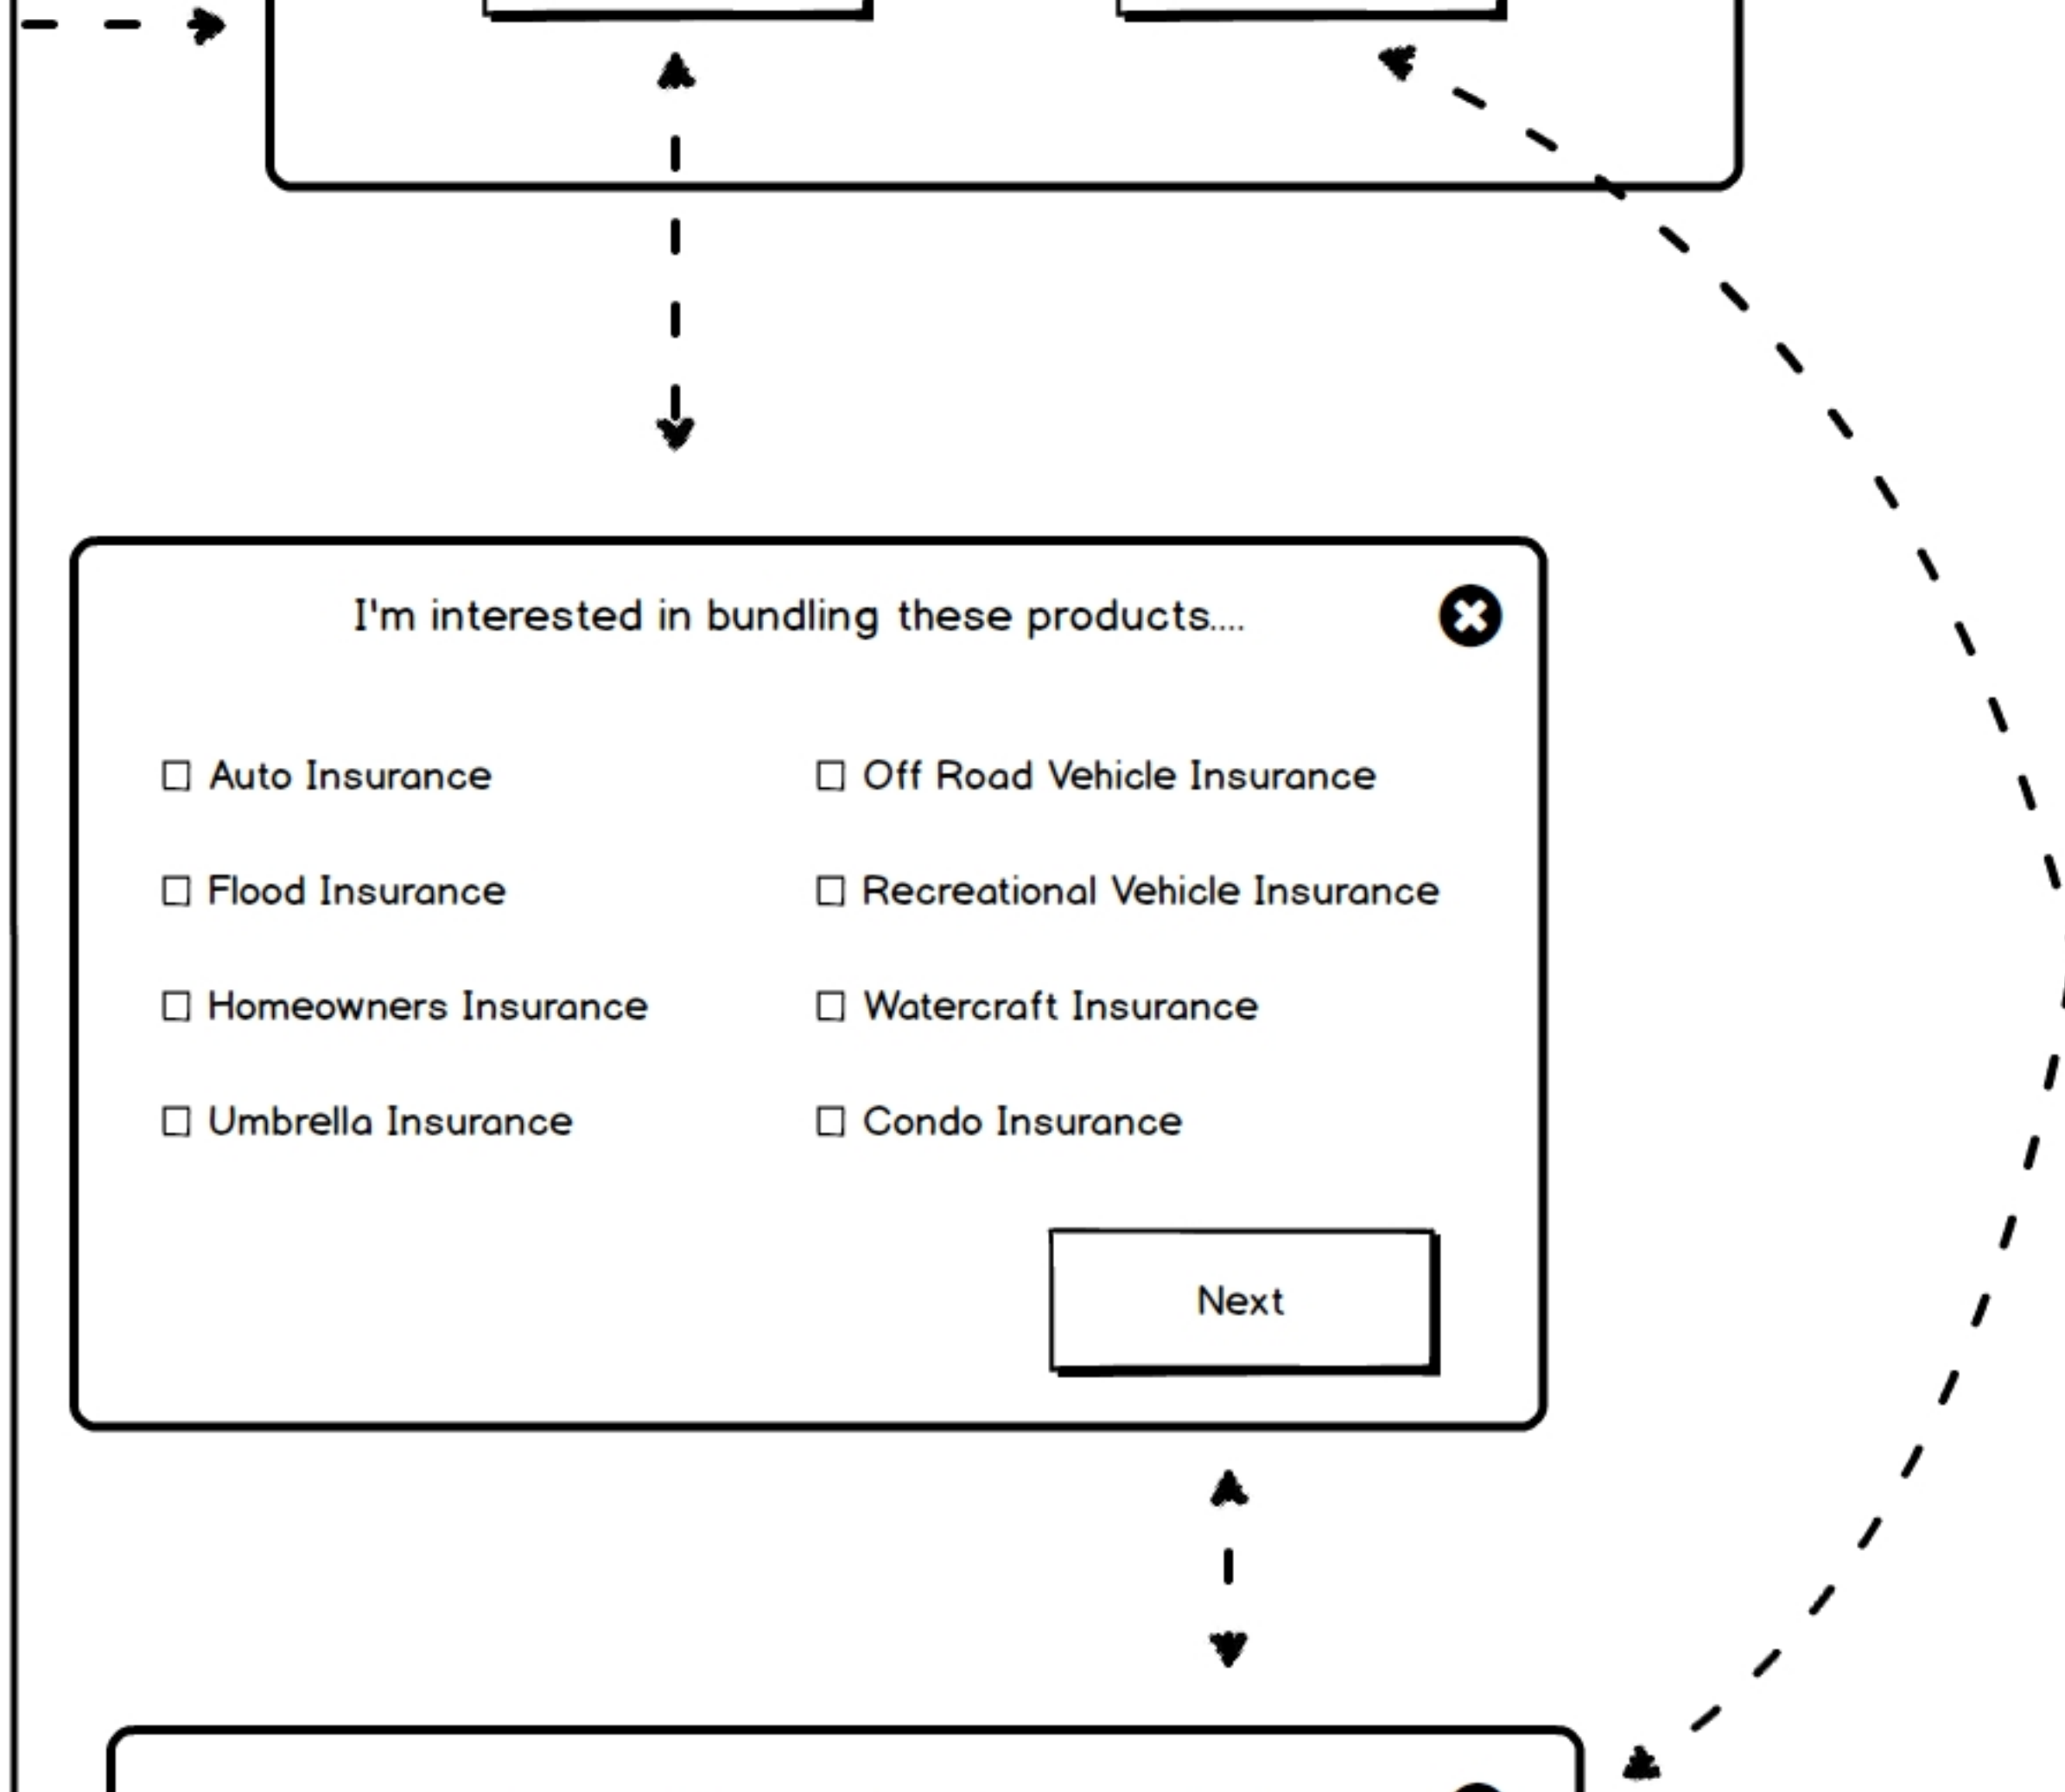 I'm interested in bundling these products....
Auto Insurance
Off Road Vehicle Insurance
Flood Insurance
Recreational Vehicle Insurance
Homeowners Insurance
Watercraft Insurance
Umbrella Insurance
Condo Insurance
Next